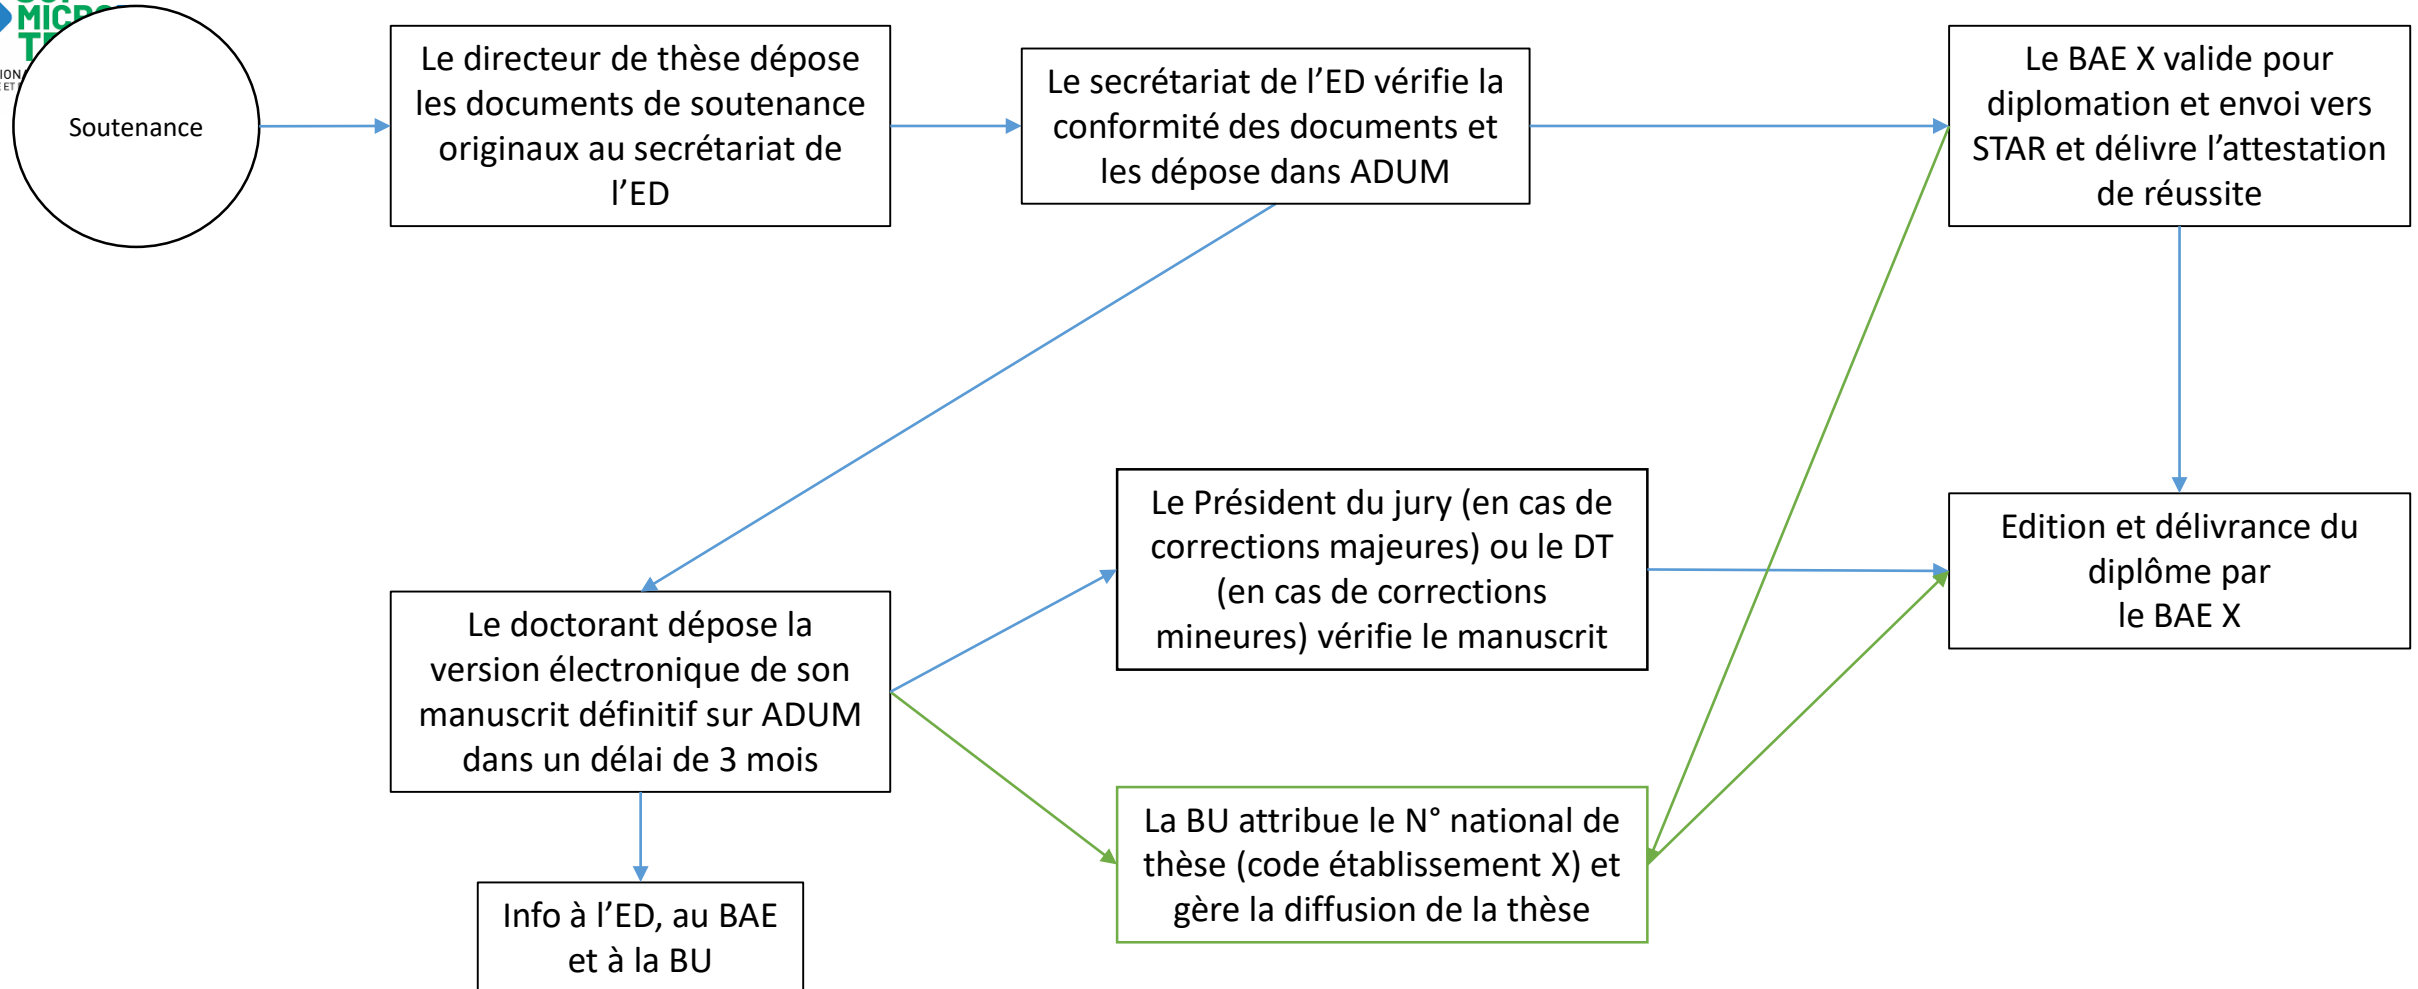 Soutenance
Le directeur de thèse dépose
les documents de soutenance
originaux au secrétariat de
l’ED
Le secrétariat de l’ED vérifie la
conformité des documents et
les dépose dans ADUM
Le BAE X valide pour
diplomation et envoi vers
STAR et délivre l’attestation
de réussite
Le Président du jury (en cas de
corrections majeures) ou le DT
(en cas de corrections
mineures) vérifie le manuscrit
Edition et délivrance du
diplôme par
le BAE X
Le doctorant dépose la
version électronique de son
manuscrit définitif sur ADUM
dans un délai de 3 mois
La BU attribue le N° national de
thèse (code établissement X) et
gère la diffusion de la thèse
Info à l’ED, au BAE
et à la BU